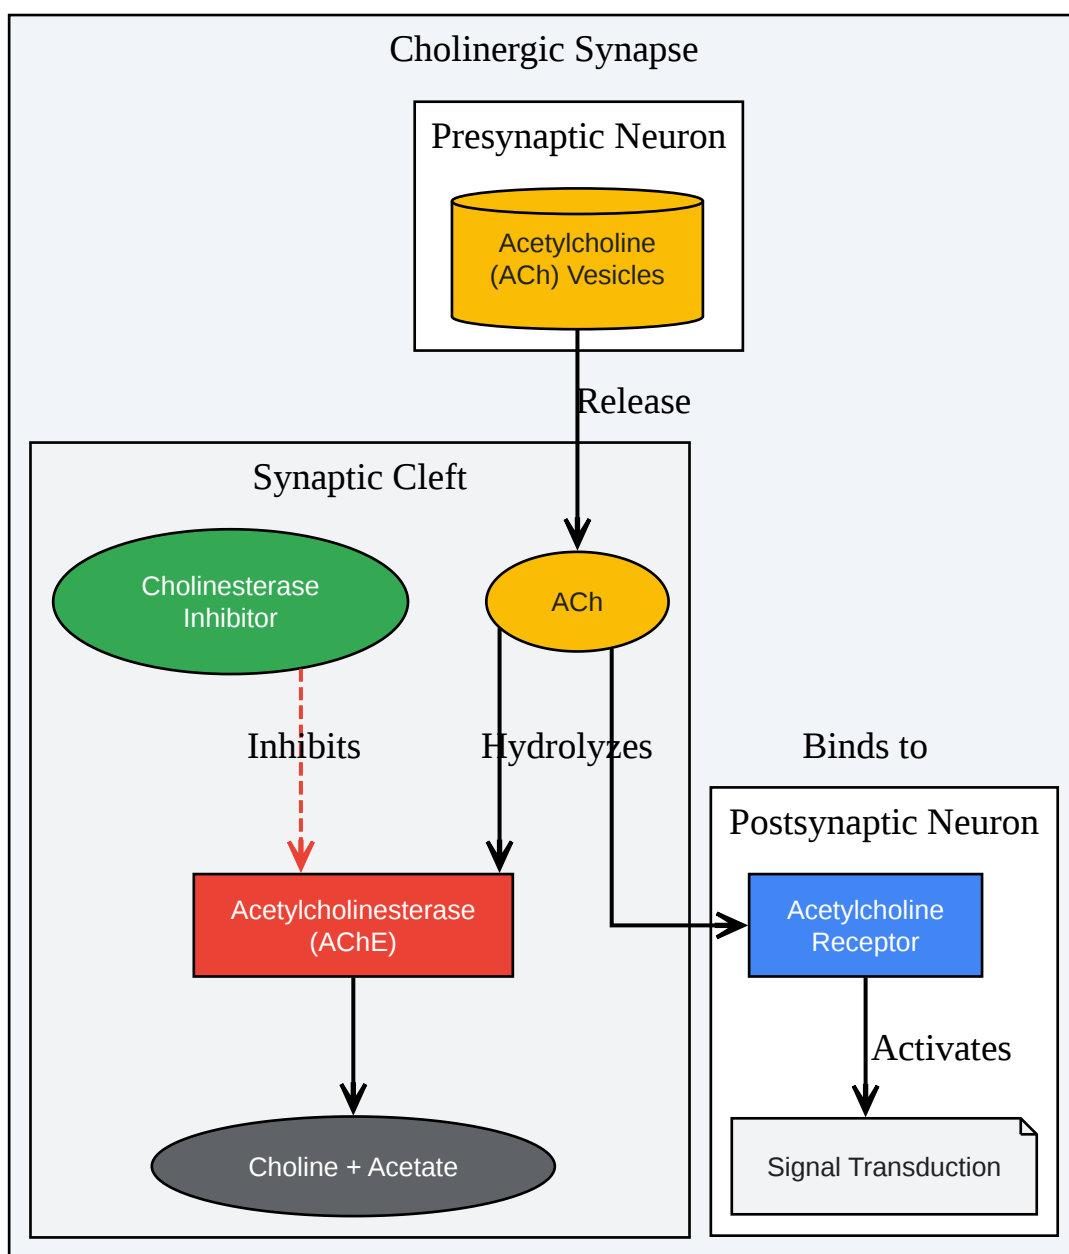 Cholinergic Synapse
Presynaptic Neuron
Acetylcholine
(ACh) Vesicles
Release
Synaptic Cleft
Cholinesterase
Inhibitor
ACh
Inhibits
Hydrolyzes
Binds to
Postsynaptic Neuron
Acetylcholinesterase
(AChE)
Acetylcholine
Receptor
Activates
Choline + Acetate
Signal Transduction